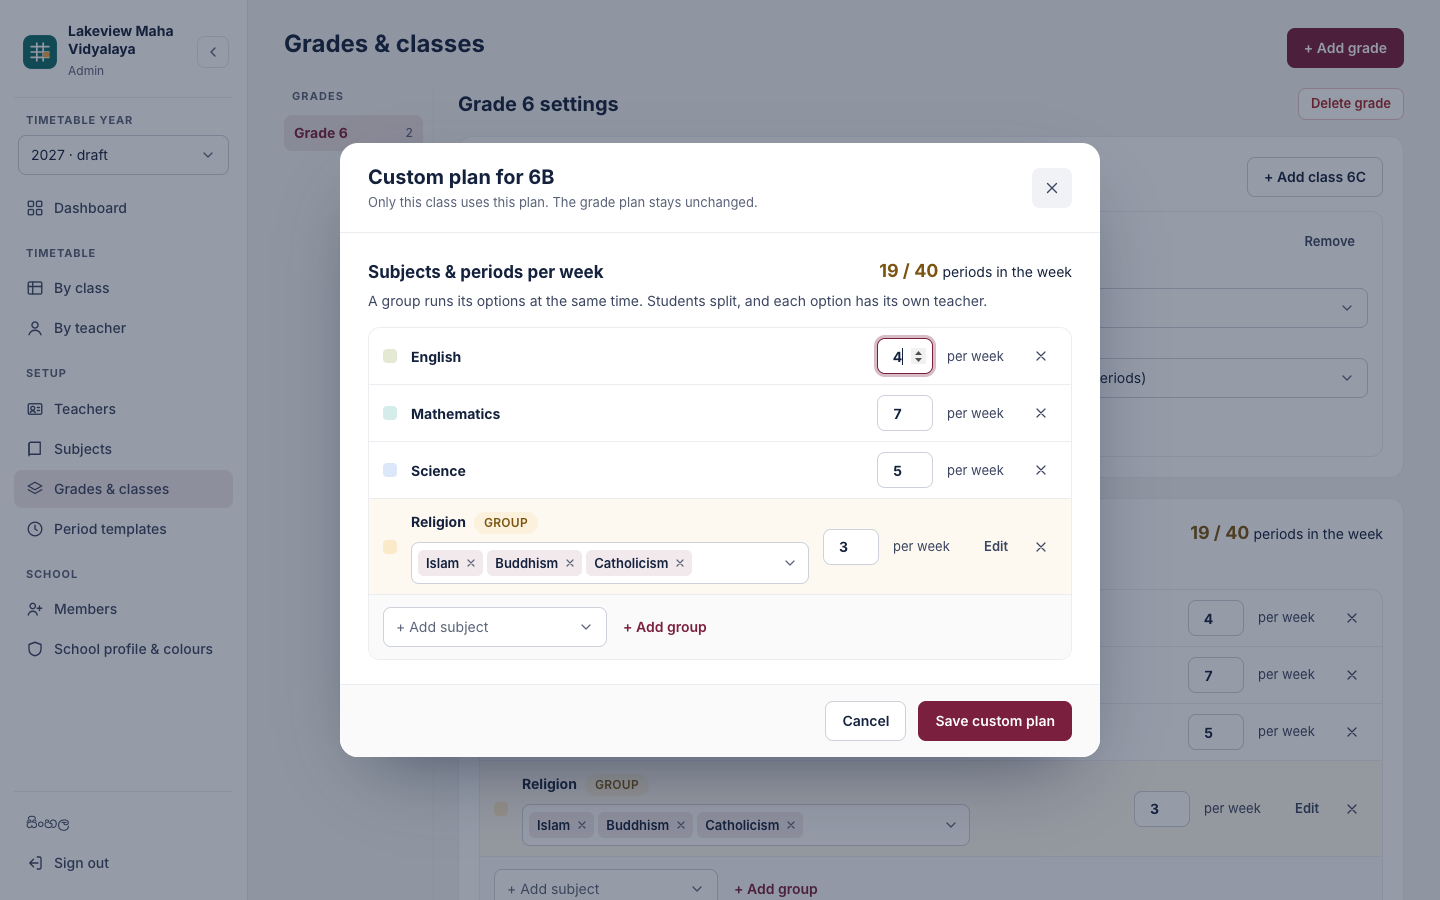 Lakeview Maha
Vidyalaya
Admin
TIMETABLE YEAR
2027 · draft
Dashboard
TIMETABLE
By class
By teacher
SETUP
Teachers
Subjects
Grades & classes
Period templates
SCHOOL
Members
School profile & colours
සිංහල
Sign out
Grades & classes
+ Add grade
GRADES
Grade 6 2
Grade 6 settings
Delete grade
+ Add class 6C
Remove
eriods)
19 / 40 periods in the week
4 per week
7 per week
5 per week
Religion GROUP
Islam Buddhism Catholicism
3 per week Edit
+ Add subject + Add group
Custom plan for 6B
Only this class uses this plan. The grade plan stays unchanged.
Subjects & periods per week
19 / 40 periods in the week
A group runs its options at the same time. Students split, and each option has its own teacher.
English 4 per week
Mathematics 7 per week
Science 5 per week
Religion GROUP
Islam Buddhism Catholicism
3 per week Edit
+ Add subject + Add group
Cancel Save custom plan